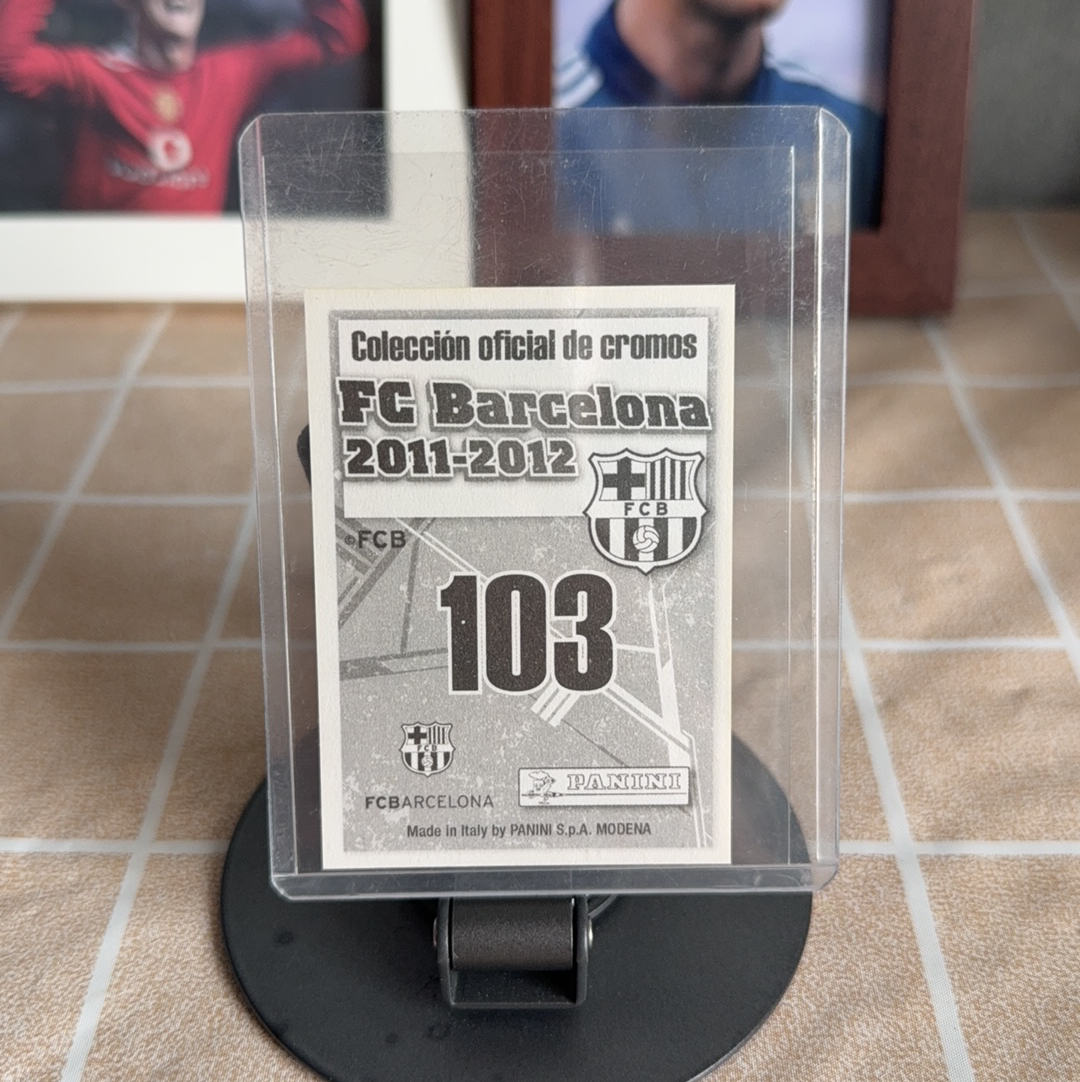 Colección oficial de cromos
FC Barcelona
2011-2012
FCB
©FCB
103
FCB
FCBARCELONA
PANINI
Made in Italy by PANINI S.p.A. MODENA